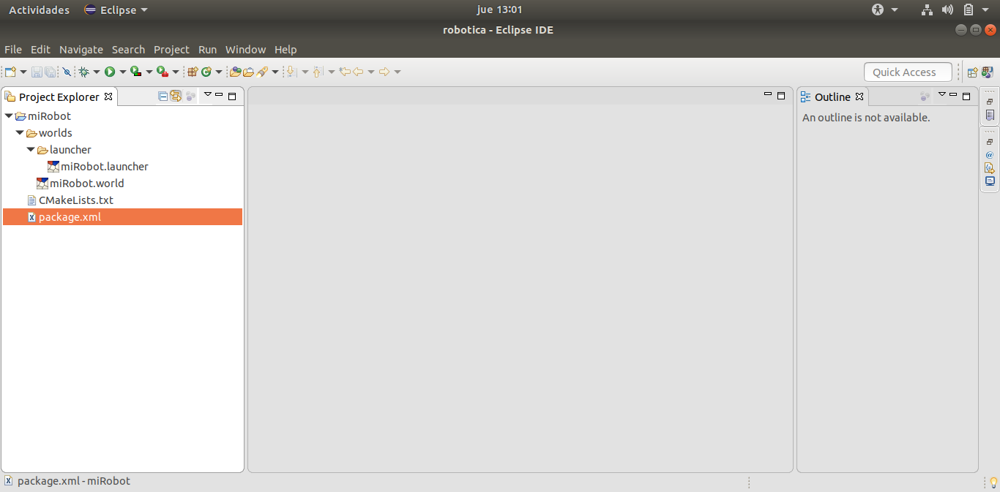 Actividades Eclipse jue 13:01
robotica - Eclipse IDE
File Edit Navigate Search Project Run Window Help
Quick Access
Project Explorer
miRobot
worlds
launcher
miRobot.launcher
miRobot.world
CMakeLists.txt
package.xml
Outline
An outline is not available.
package.xml - miRobot